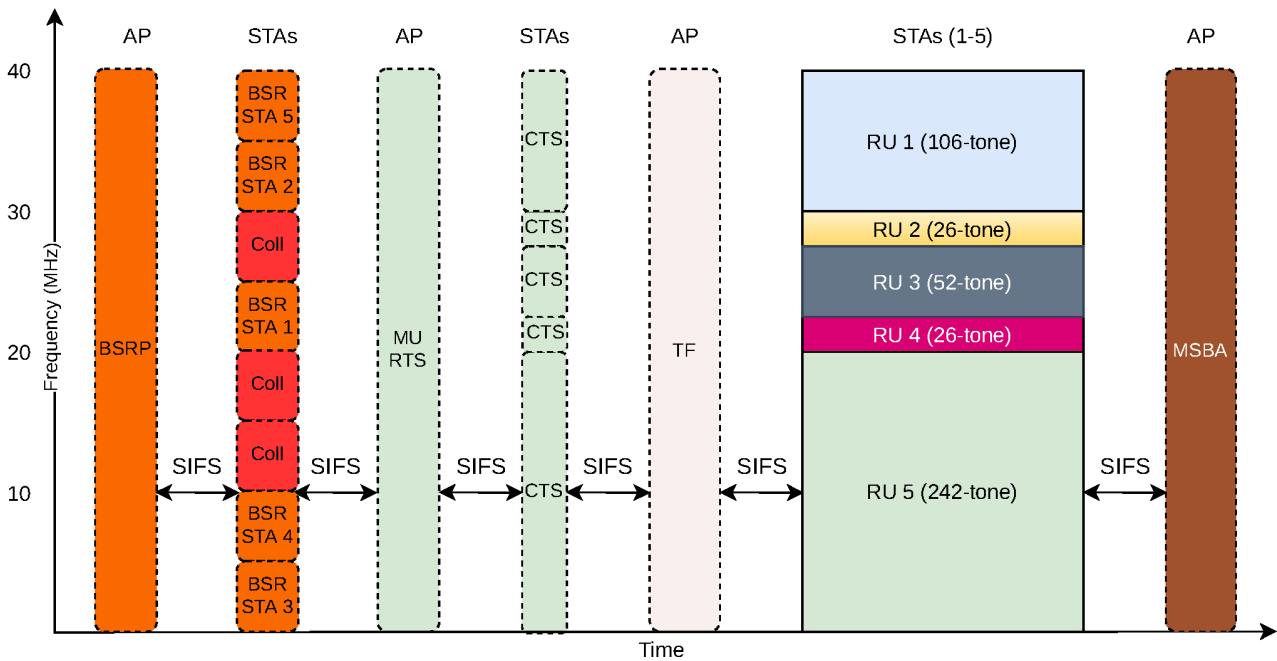 AP
STAs
AP
STAs
AP
STAs (1-5)
AP
40
30
20
10
Frequency (MHz)
BSRP
BSR
STA 5
BSR
STA 2
Coll
BSR
STA 1
Coll
Coll
BSR
STA 4
BSR
STA 3
MU
RTS
CTS
CTS
CTS
CTS
CTS
TF
RU 1 (106-tone)
RU 2 (26-tone)
RU 3 (52-tone)
RU 4 (26-tone)
RU 5 (242-tone)
MSBA
SIFS
SIFS
SIFS
SIFS
SIFS
SIFS
Time